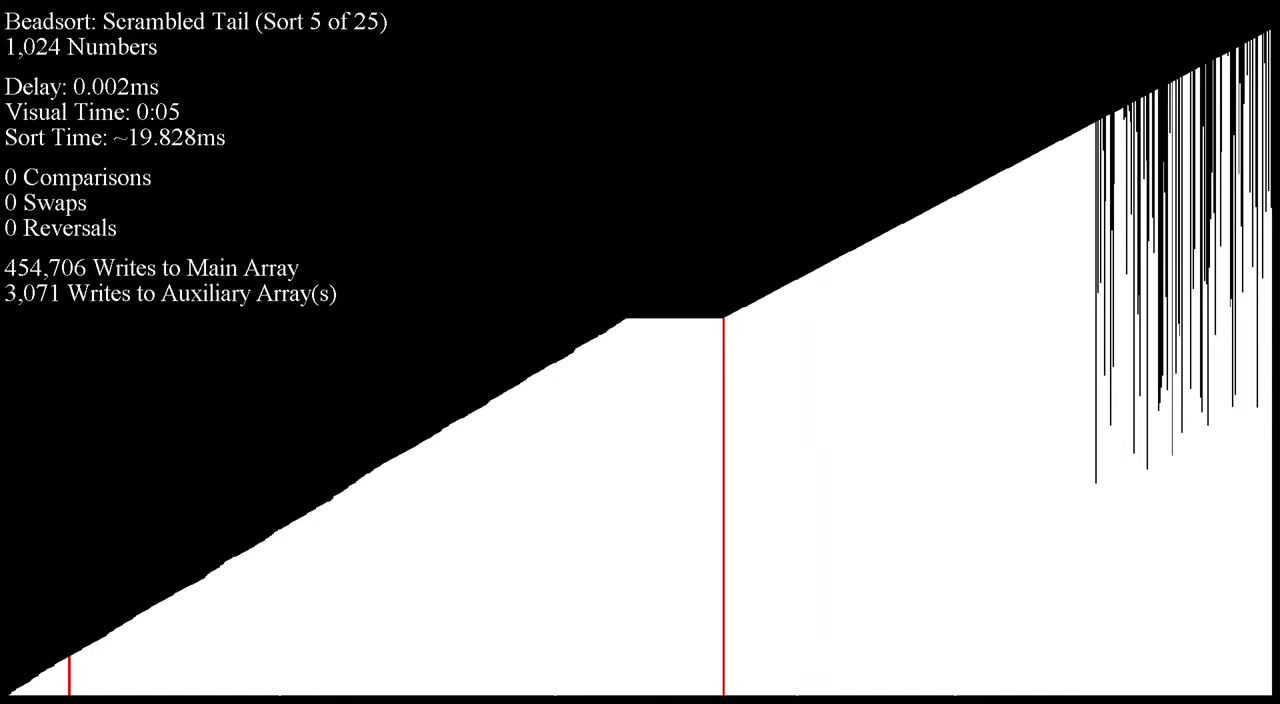 Beadsort: Scrambled Tail (Sort 5 of 25)
1,024 Numbers
Delay: 0.002ms
Visual Time: 0:05
Sort Time: ~19.828ms
0 Comparisons
0 Swaps
0 Reversals
454,706 Writes to Main Array
3,071 Writes to Auxiliary Array(s)